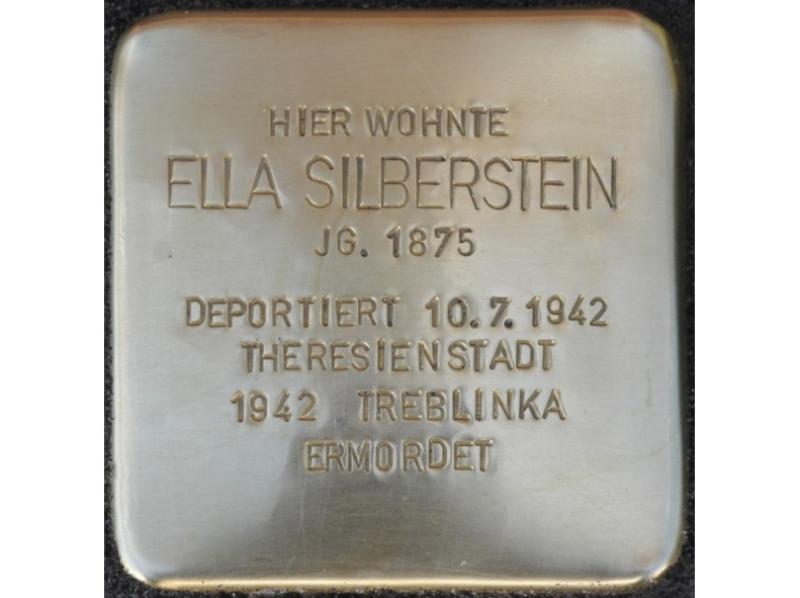 HIER WOHNTE
ELLA SILBERSTEIN
JG. 1875
DEPORTIERT 10.7.1942
THERESIENSTADT
1942 TREBLINKA
ERMORDET